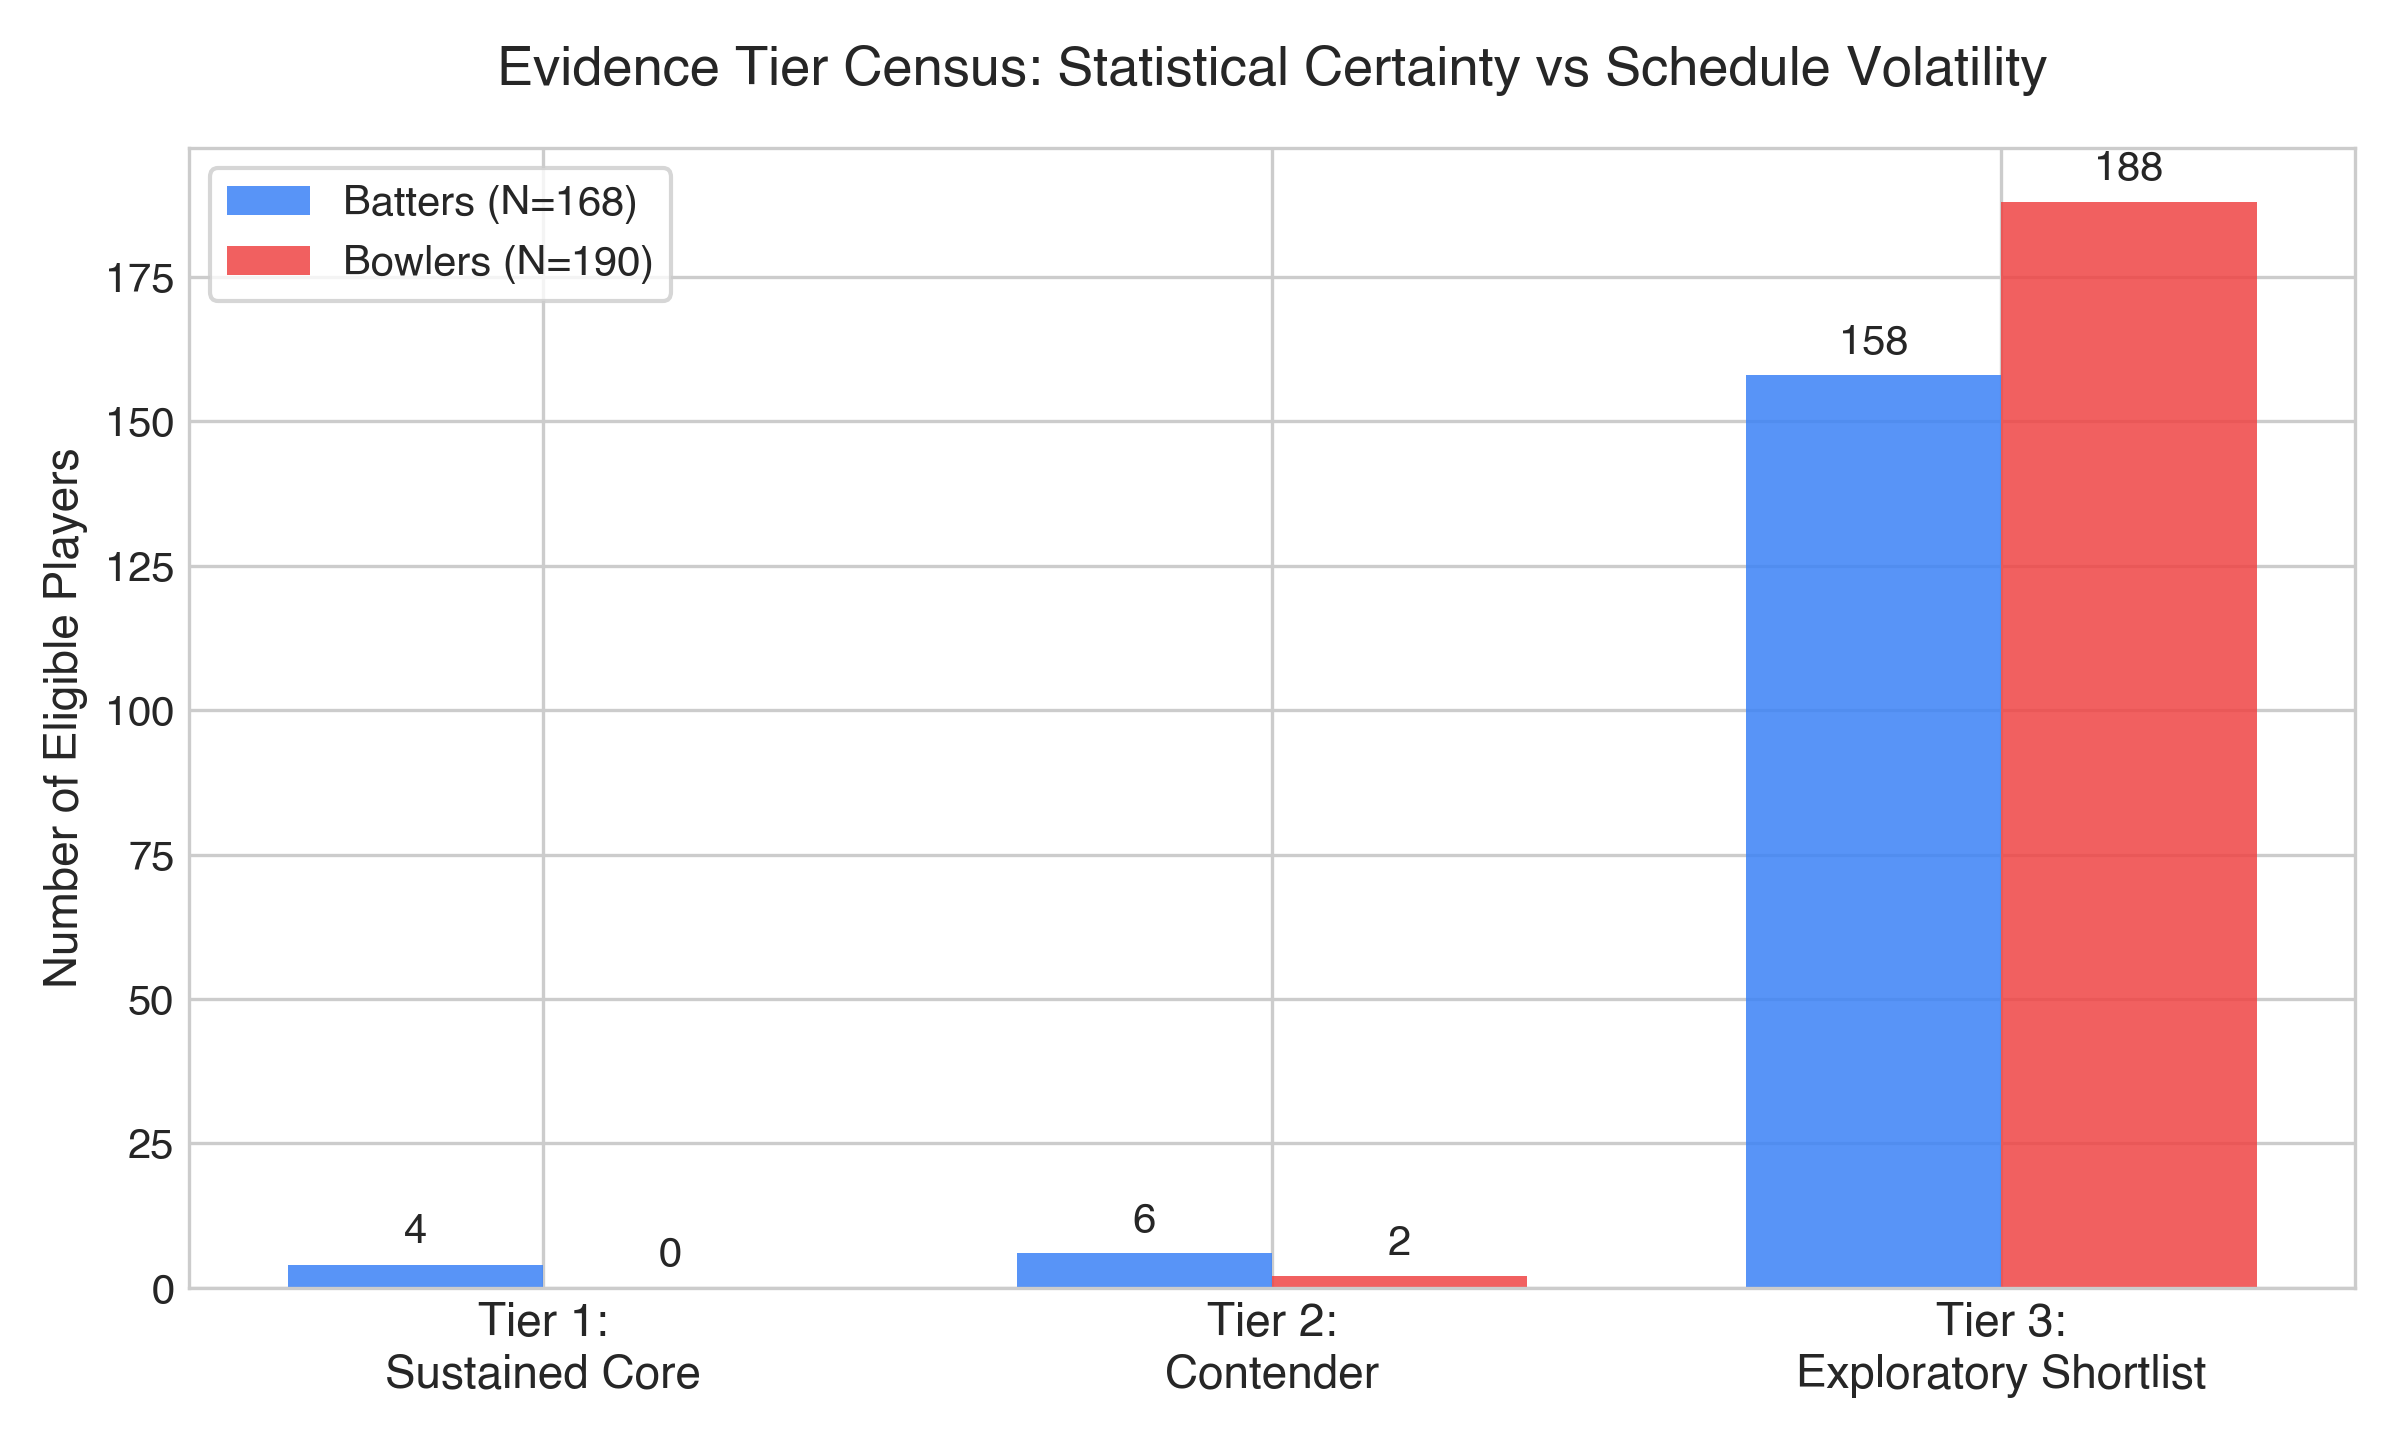 Evidence Tier Census: Statistical Certainty vs Schedule Volatility
Batters (N=168)
Bowlers (N=190)
Number of Eligible Players
175
150
125
100
75
50
25
0
4
0
6
2
158
188
Tier 1:
Sustained Core
Tier 2:
Contender
Tier 3:
Exploratory Shortlist